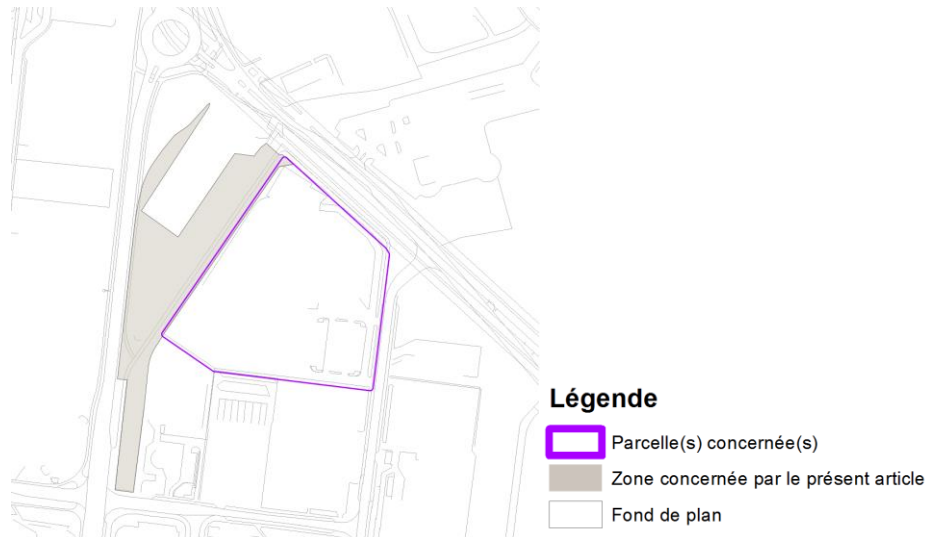 Légende
Parcelle(s) concernée(s)
Zone concernée par le présent article
Fond de plan